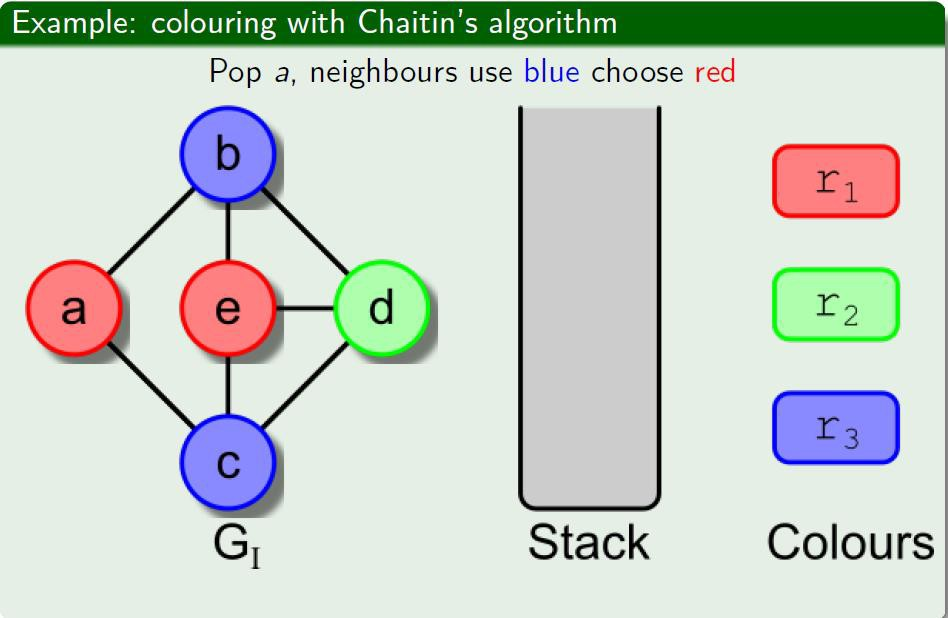 Example: colouring with Chaitin's algorithm
Pop a, neighbours use blue choose red
b
r1
a e d
r2
c
r3
GI Stack Colours